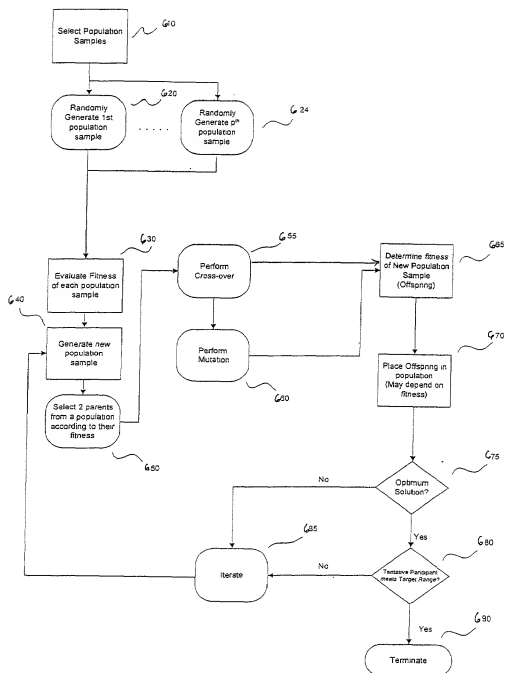 Select Population
Samples
610
Randomly
Generate 1st
population
sample
620
. . . . .
Randomly
Generate pth
population
sample
624
Evaluate Fitness
of each population
sample
630
Generate new
population
sample
640
Select 2 parents
from a population
according to their
fitness
650
Perform
Cross-over
655
Perform
Mutation
660
Determine fitness
of New Population
Sample
(Offspring)
665
Place Offspring in
population
(May depend on
fitness)
670
Optimum
Solution?
675
No
Yes
Tentative Participant
meets Target Range?
680
No
Yes
Iterate
685
Terminate
690